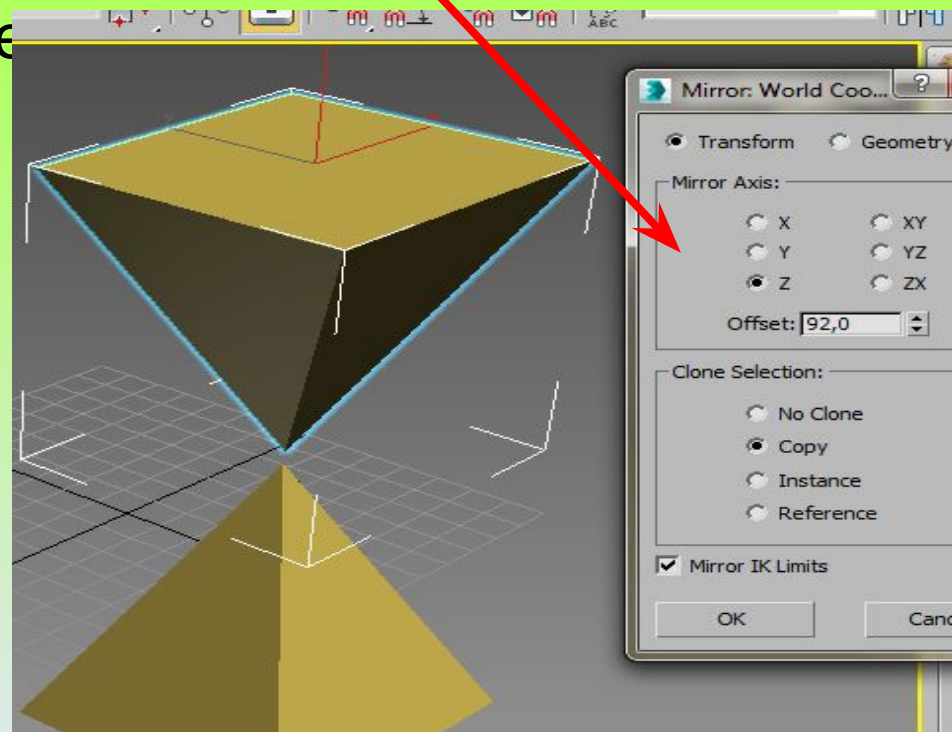 ABC
Mirror: World Coo...
?
Transform Geometry
Mirror Axis:
X XY
Y YZ
Z ZX
Offset: 92,0
Clone Selection:
No Clone
Copy
Instance
Reference
Mirror IK Limits
OK